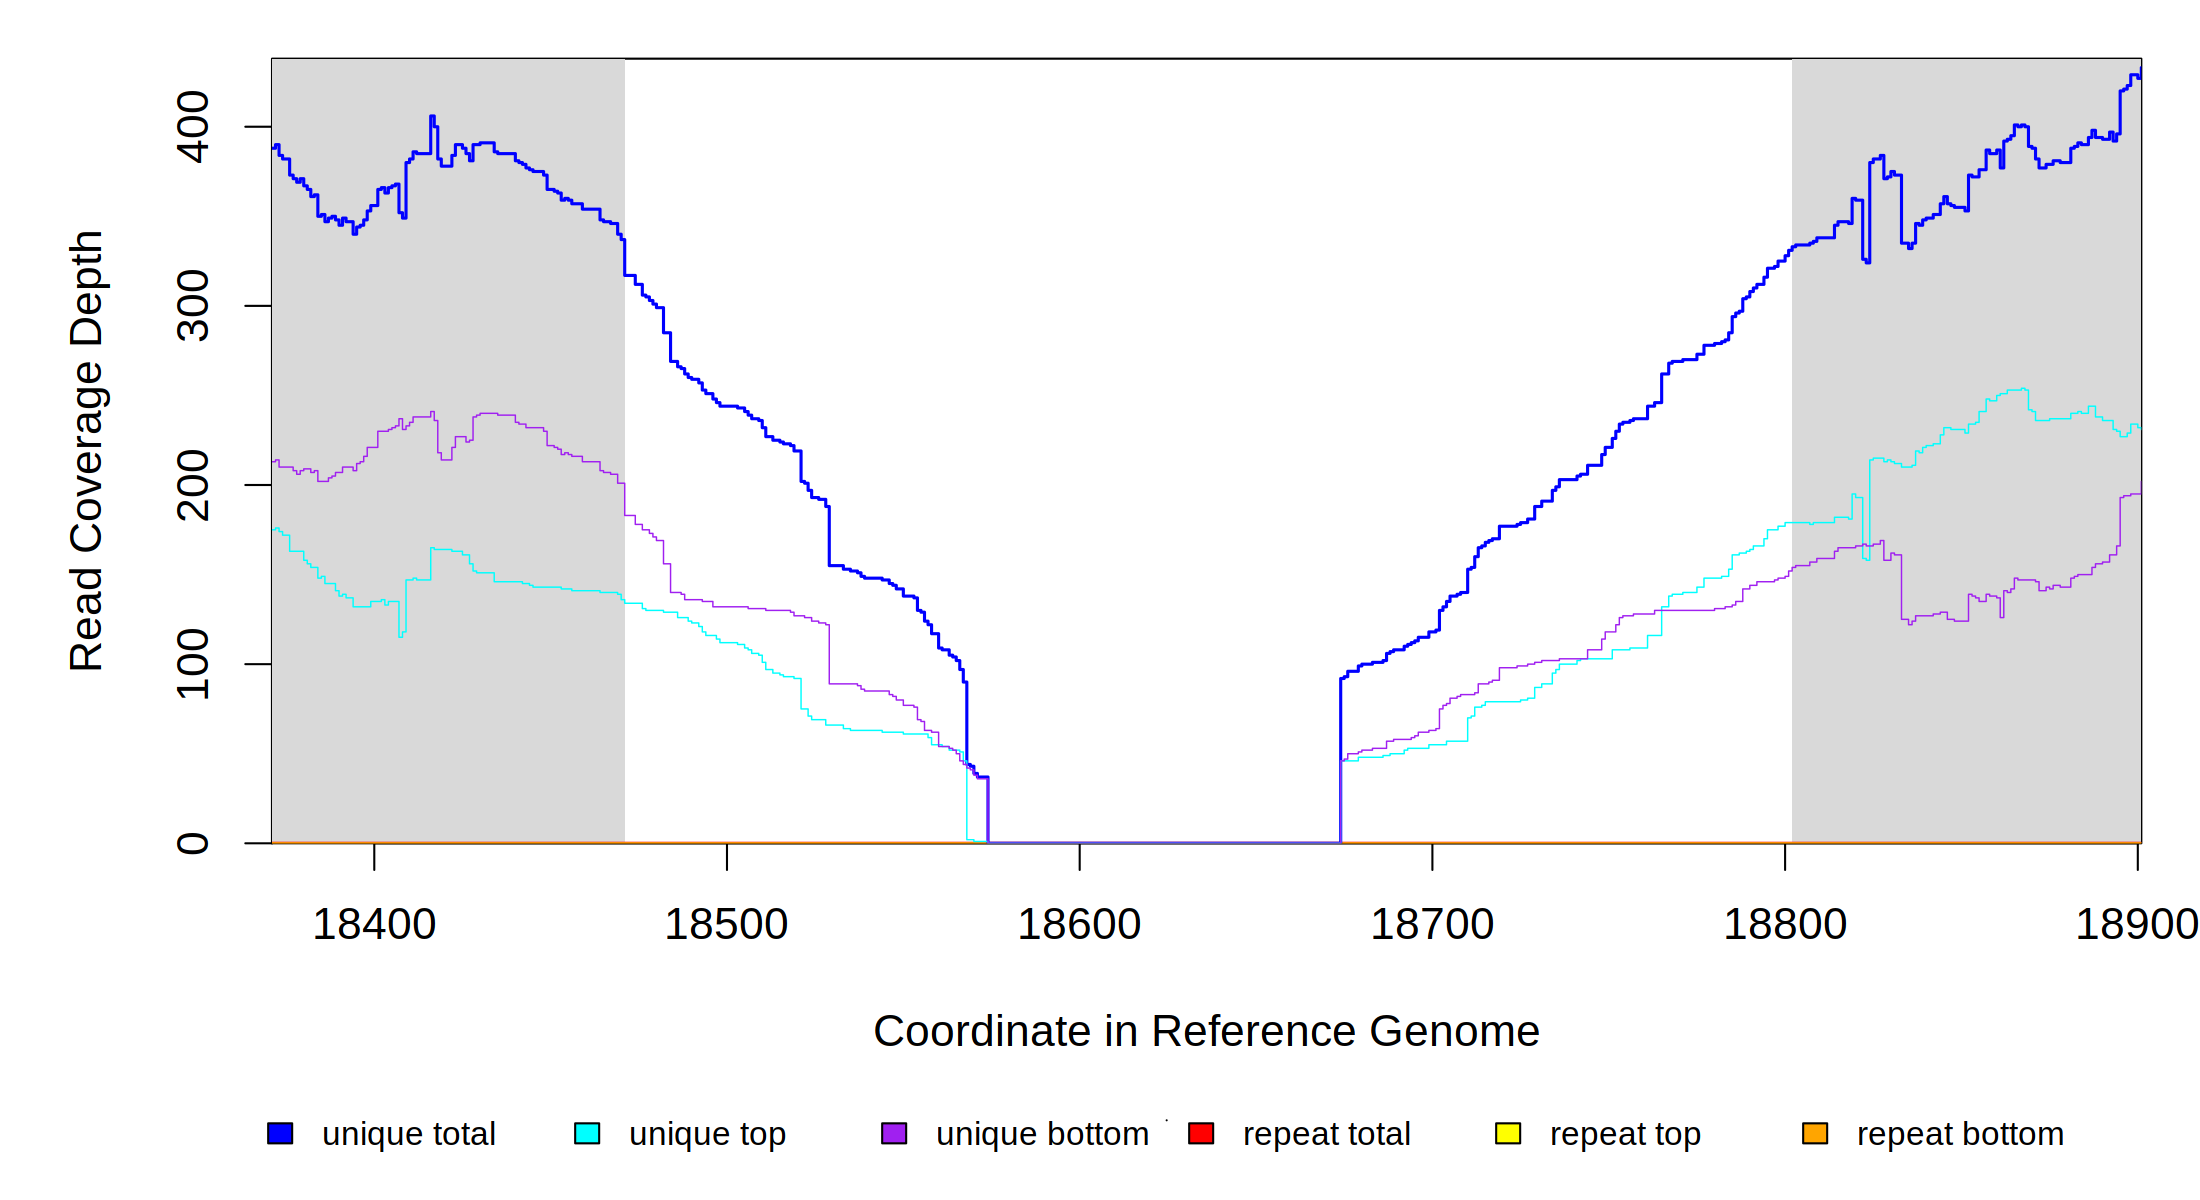 Read Coverage Depth
400
300
200
100
0
18400 18500 18600 18700 18800 18900
Coordinate in Reference Genome
unique total unique top unique bottom repeat total repeat top repeat bottom